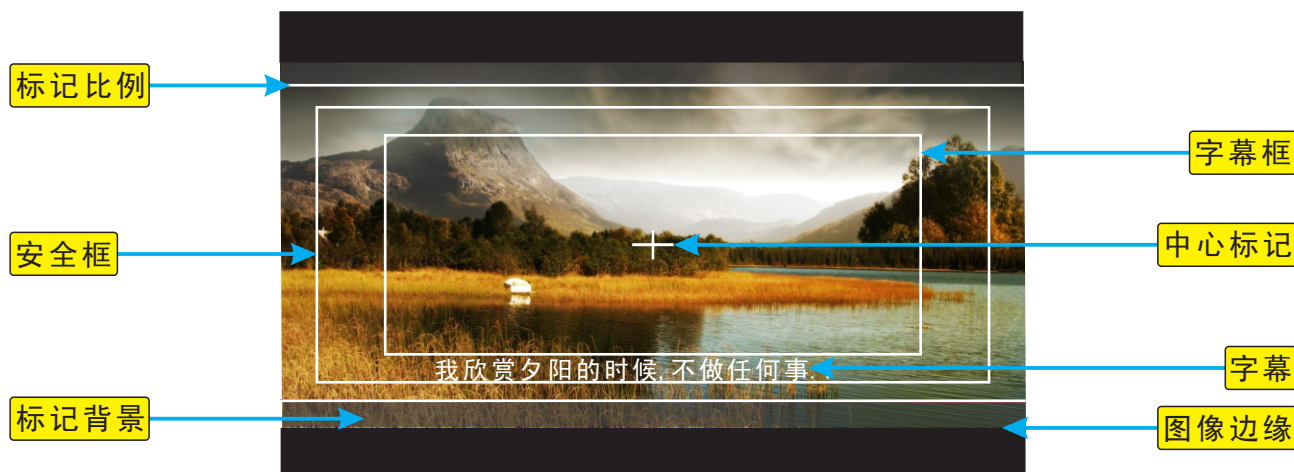 标记比例
字幕框
中心标记
安全框
我欣赏夕阳的时候,不做任何事..
字幕
标记背景
图像边缘